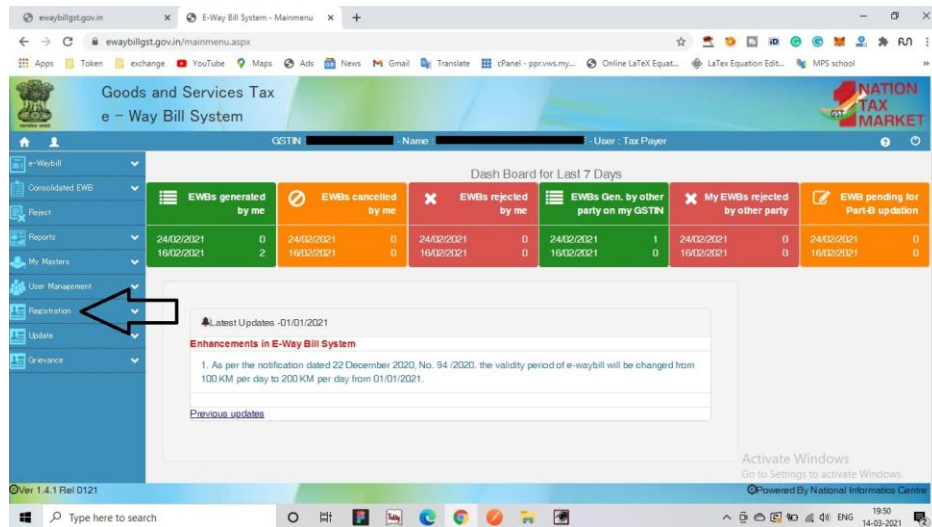 ewaybillgst.gov.in
E-Way Bill System - Mainmenu
ewaybillgst.gov.in/mainmenu.aspx
Apps Token exchange YouTube Maps Ads News Gmail Translate cPanel - ppr.vws.my... Online LaTeX Equat... LaTex Equation Edit... MPS school
Goods and Services Tax
e - Way Bill System
NATION
GST TAX
MARKET
GSTIN - Name : - User : Tax Payer
e-Waybill
Consolidated EWB
Reject
Reports
My Masters
User Management
Registration
Update
Grievance
Dash Board for Last 7 Days
EWBs generated by me
24/02/2021 0
16/02/2021 2
EWBs cancelled by me
24/02/2021 0
16/02/2021 0
EWBs rejected by me
24/02/2021 0
16/02/2021 0
EWBs Gen. by other party on my GSTIN
24/02/2021 1
16/02/2021 0
My EWBs rejected by other party
24/02/2021 0
16/02/2021 0
EWB pending for Part-B updation
24/02/2021 0
16/02/2021 0
Latest Updates -01/01/2021
Enhancements in E-Way Bill System
1. As per the notification dated 22 December 2020, No. 94 /2020. the validity period of e-waybill will be changed from
100 KM per day to 200 KM per day from 01/01/2021.
Previous updates
Activate Windows
Go to Settings to activate Windows.
Ver 1.4.1 Rel 0121
Powered By National Informatics Centre
Type here to search
ENG
19:50
14-03-2021